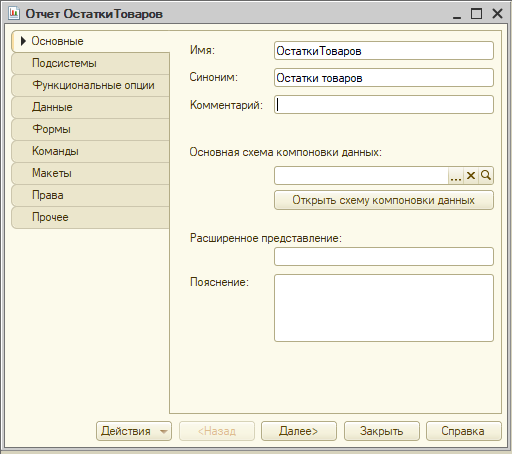 Отчет ОстаткиТоваров
Основные
Подсистемы
Функциональные опции
Данные
Формы
Команды
Макеты
Права
Прочее
Имя: ОстаткиТоваров
Синоним: Остатки товаров
Комментарий:
Основная схема компоновки данных:
...
Открыть схему компоновки данных
Расширенное представление:
Пояснение:
Действия <Назад Далее> Закрыть Справка